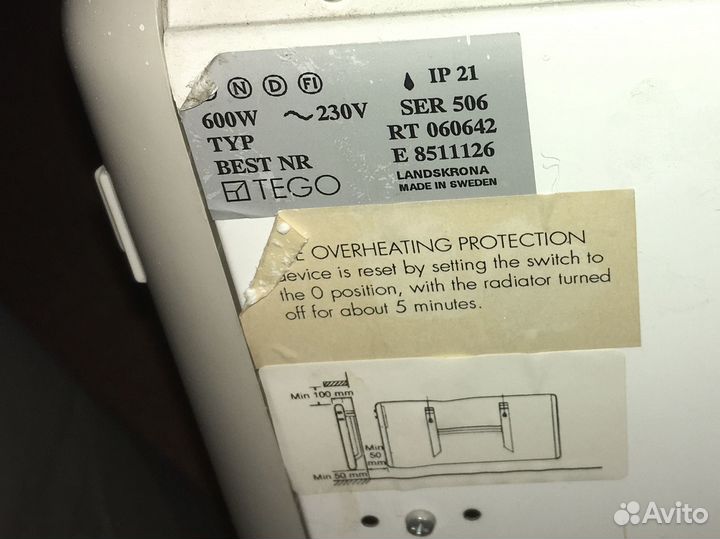 N D FI
IP 21
600W ~ 230V
SER 506
TYP
RT 060642
BEST NR
E 8511126
TEGO
LANDSKRONA
MADE IN SWEDEN
OVERHEATING PROTECTION
device is reset by setting the switch to
the 0 position, with the radiator turned
off for about 5 minutes.
Min 100 mm
Min
50
mm
Min 50 mm
Avito